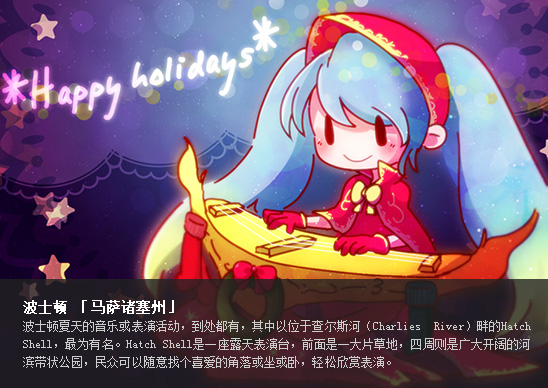 *Happy holidays*
波士顿 「马萨诸塞州」
波士顿夏天的音乐或表演活动，到处都有，其中以位于查尔斯河（Charlies River）畔的Hatch
Shell，最为有名。Hatch Shell是一座露天表演台，前面是一大片草地，四周则是广大开阔的河
滨带状公园，民众可以随意找个喜爱的角落或坐或卧，轻松欣赏表演。